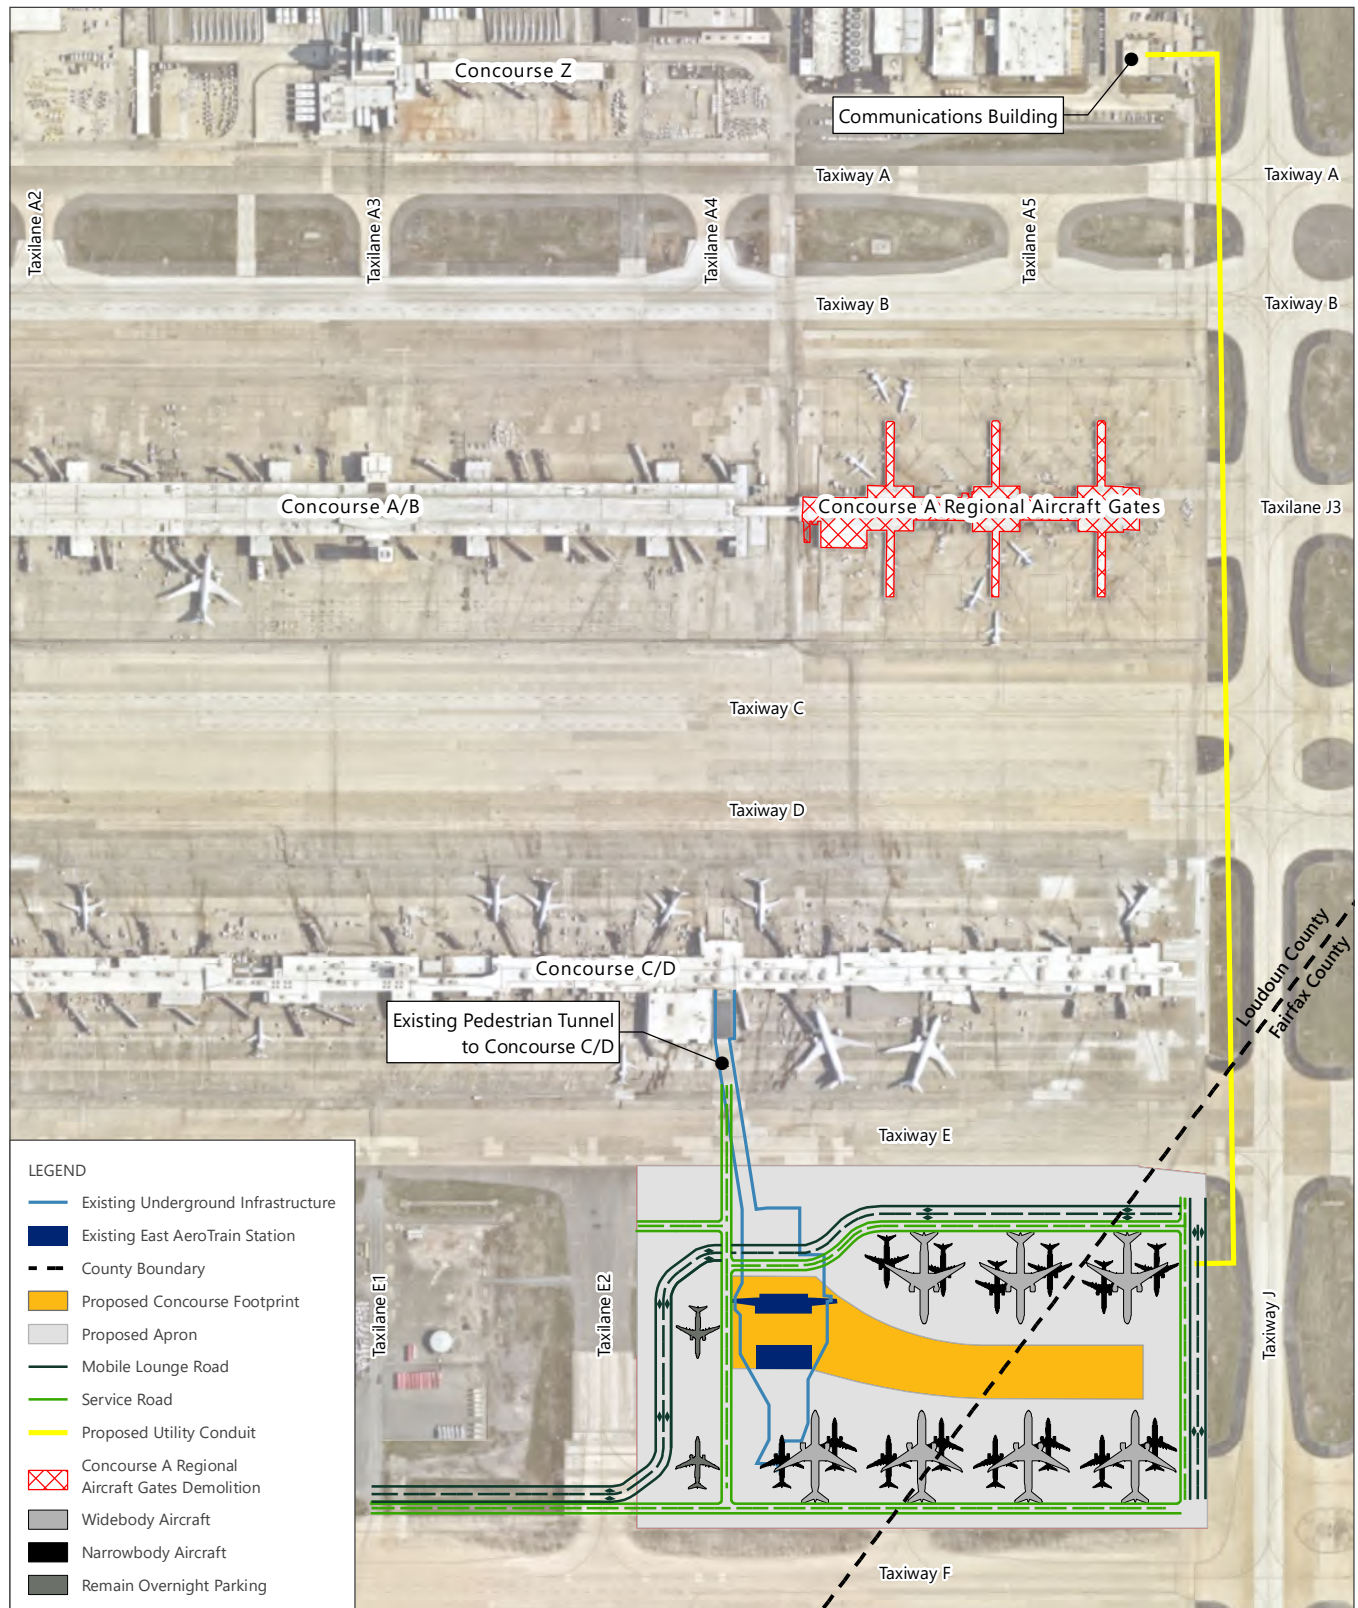 Concourse Z
Communications Building
Taxiway A
Taxiway A
Taxilane A2
Taxilane A3
Taxilane A4
Taxilane A5
Taxiway B
Taxiway B
Concourse A/B
Concourse A Regional Aircraft Gates
Taxilane J3
Taxiway C
Taxiway D
Loudoun County
Fairfax County
Concourse C/D
Existing Pedestrian Tunnel
to Concourse C/D
Taxiway E
Taxilane E1
Taxilane E2
Taxiway J
Taxiway F
LEGEND
Existing Underground Infrastructure
Existing East AeroTrain Station
County Boundary
Proposed Concourse Footprint
Proposed Apron
Mobile Lounge Road
Service Road
Proposed Utility Conduit
Concourse A Regional
Aircraft Gates Demolition
Widebody Aircraft
Narrowbody Aircraft
Remain Overnight Parking